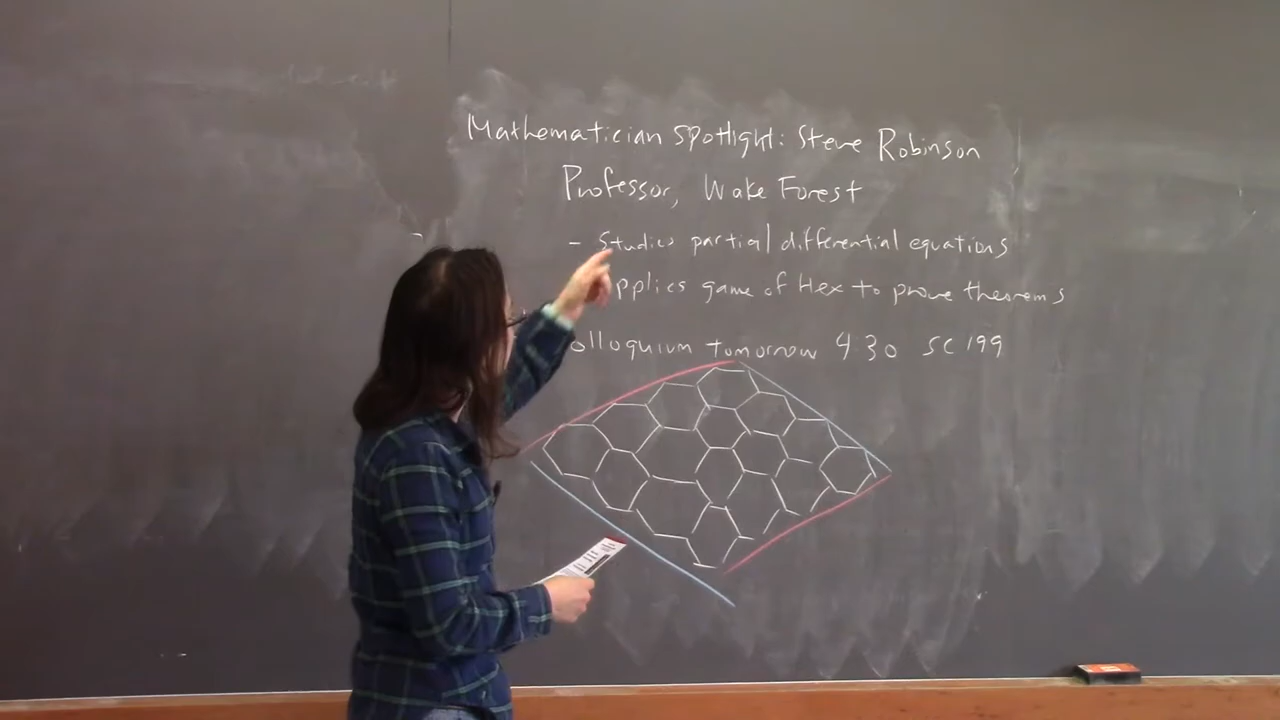 Mathematician Spotlight: Steve Robinson
Professor, Wake Forest
- Studies partial differential equations
pplies game of Hex to prove theorems
olloquium tomorrow 4:30 SC 199